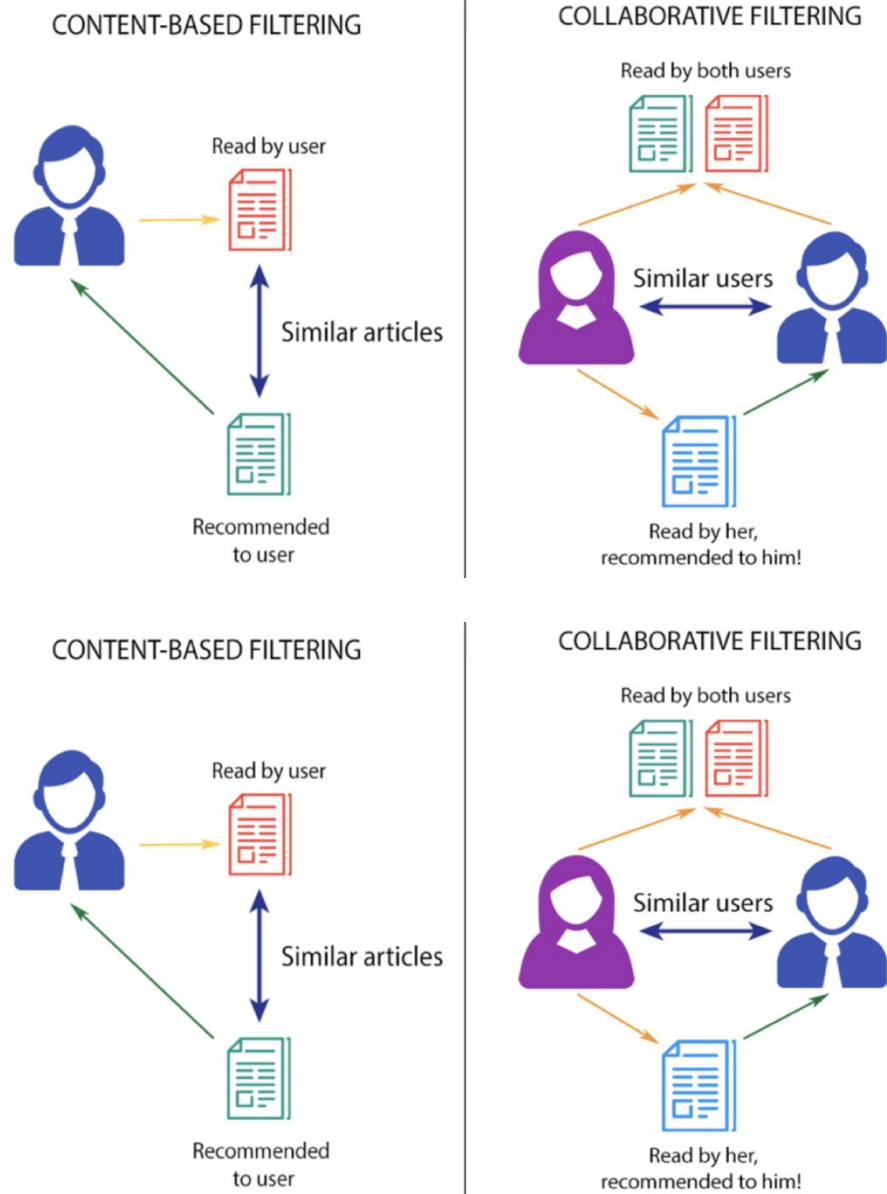 CONTENT-BASED FILTERING
Read by user
Similar articles
Recommended
to user
COLLABORATIVE FILTERING
Read by both users
Similar users
Read by her,
recommended to him!
CONTENT-BASED FILTERING
Read by user
Similar articles
Recommended
to user
COLLABORATIVE FILTERING
Read by both users
Similar users
Read by her,
recommended to him!